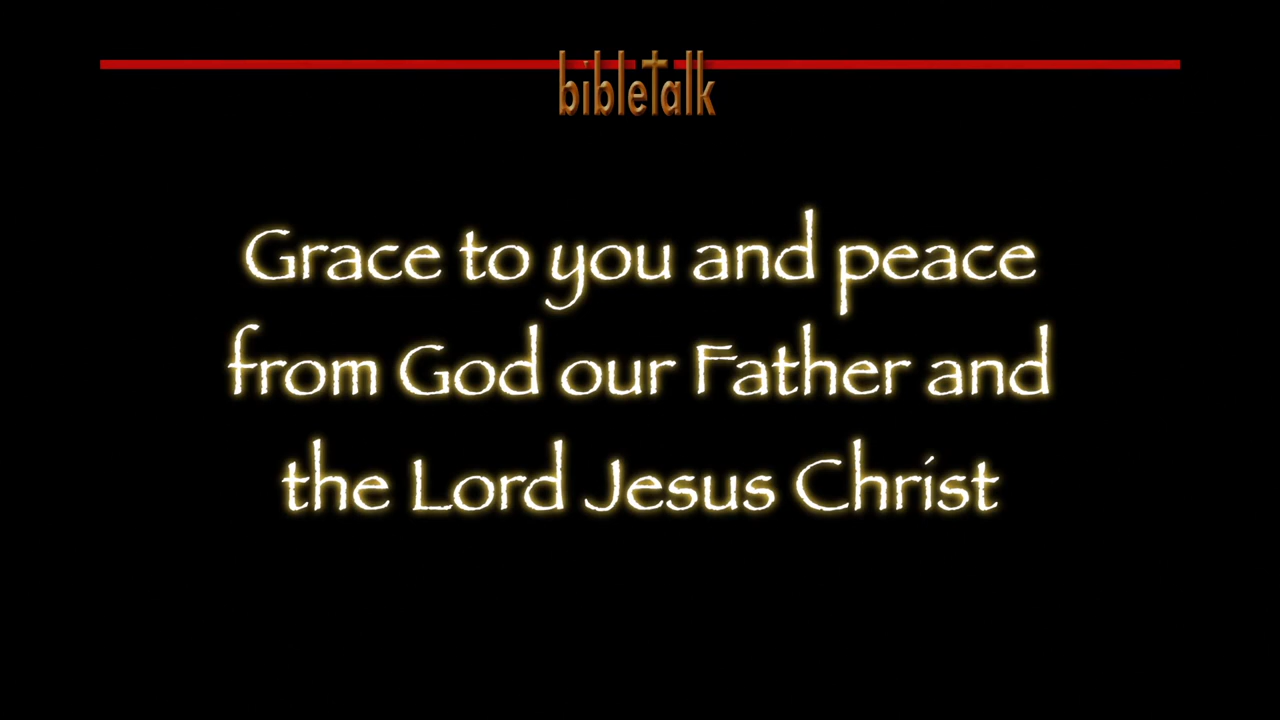 bibleTalk
Grace to you and peace
from God our Father and
the Lord Jesus Christ